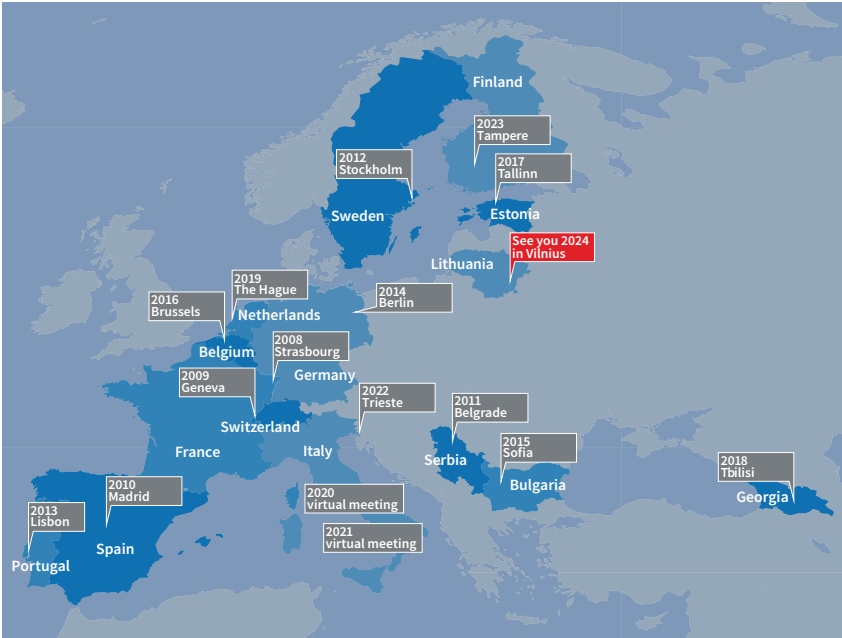 Finland
2023
Tampere
2012
Stockholm
2017
Tallinn
Sweden
Estonia
See you 2024
in Vilnius
Lithuania
2019
The Hague
2016
Brussels
2014
Berlin
Netherlands
Belgium
2008
Strasbourg
2009
Geneva
Germany
2022
Trieste
2011
Belgrade
Switzerland
France
Italy
Serbia
2015
Sofia
Bulgaria
2018
Tbilisi
Georgia
2010
Madrid
2013
Lisbon
2020
virtual meeting
2021
virtual meeting
Spain
Portugal